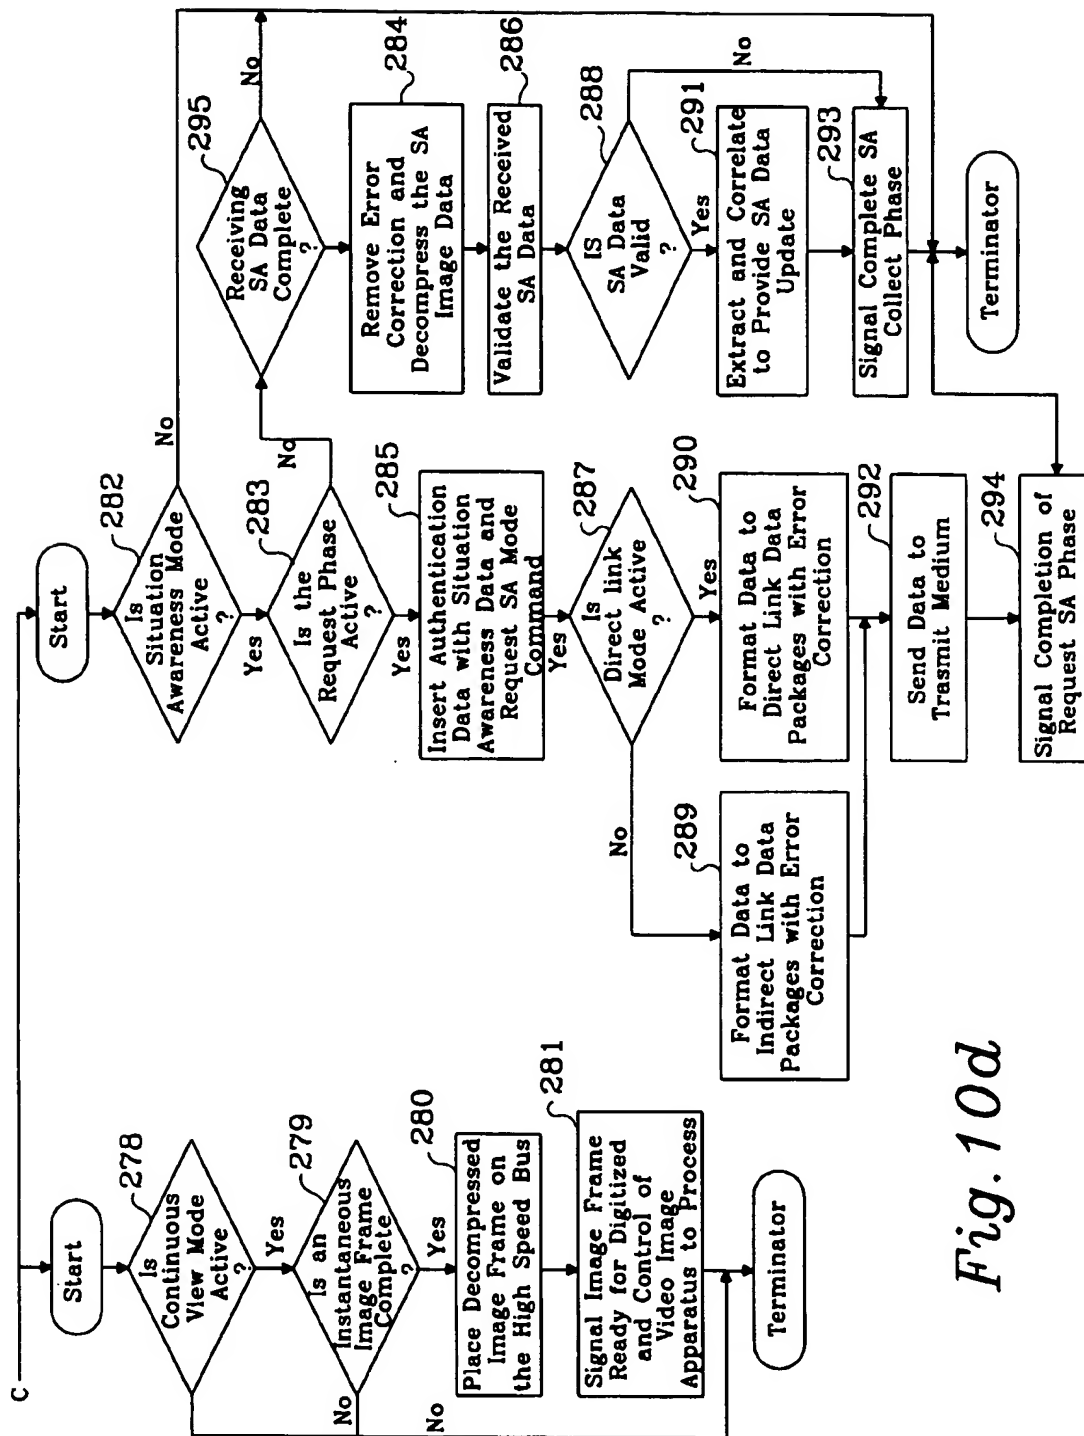 C
Start
278
Is
Continuous
View Mode
Active
?
Yes
No
279
Is an
Instantaneous
Image Frame
Complete
?
Yes
No
280
Place Decompressed
Image Frame on
the High Speed Bus
281
Signal Image Frame
Ready for Digitized
and Control of
Video Image
Apparatus to Process
Terminator
Start
282
Is
Situation
Awareness Mode
Active
?
No
Yes
283
Is the
Request Phase
Active
?
No
Yes
285
Insert Authentication
Data with Situation
Awareness Data and
Request SA Mode
Command
Yes
287
Is
Direct link
Mode Active
?
No
Yes
289
Format Data to
Indirect Link Data
Packages with Error
Correction
290
Format Data to
Direct Link Data
Packages with Error
Correction
292
Send Data to
Trasmit Medium
294
Signal Completion of
Request SA Phase
295
Receiving
SA Data
Complete
?
No
284
Remove Error
Correction and
Decompress the SA
Image Data
286
Validate the Received
SA Data
288
IS
SA Data
Valid
?
No
Yes
291
Extract and Correlate
to Provide SA Data
Update
293
Signal Complete SA
Collect Phase
Terminator
Fig.10d